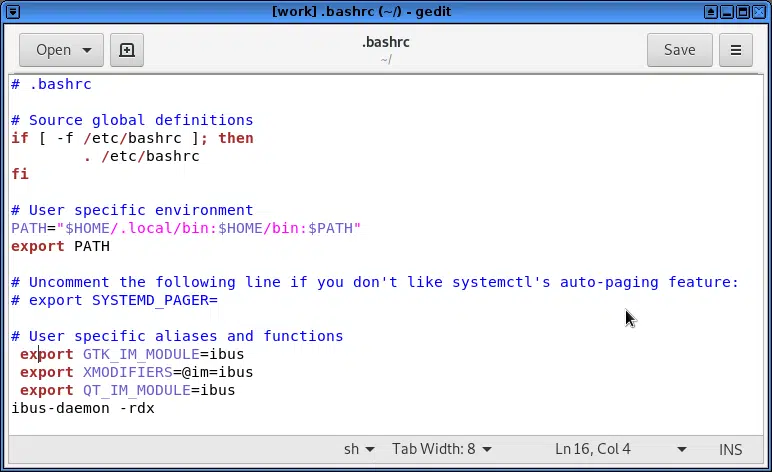 [work] .bashrc (~/) - gedit
Open
.bashrc
~/
Save
# .bashrc
# Source global definitions
if [ -f /etc/bashrc ]; then
        . /etc/bashrc
fi
# User specific environment
PATH="$HOME/.local/bin:$HOME/bin:$PATH"
export PATH
# Uncomment the following line if you don't like systemctl's auto-paging feature:
# export SYSTEMD_PAGER=
# User specific aliases and functions
 export GTK_IM_MODULE=ibus
 export XMODIFIERS=@im=ibus
 export QT_IM_MODULE=ibus
ibus-daemon -rdx
sh Tab Width: 8 Ln 16, Col 4 INS